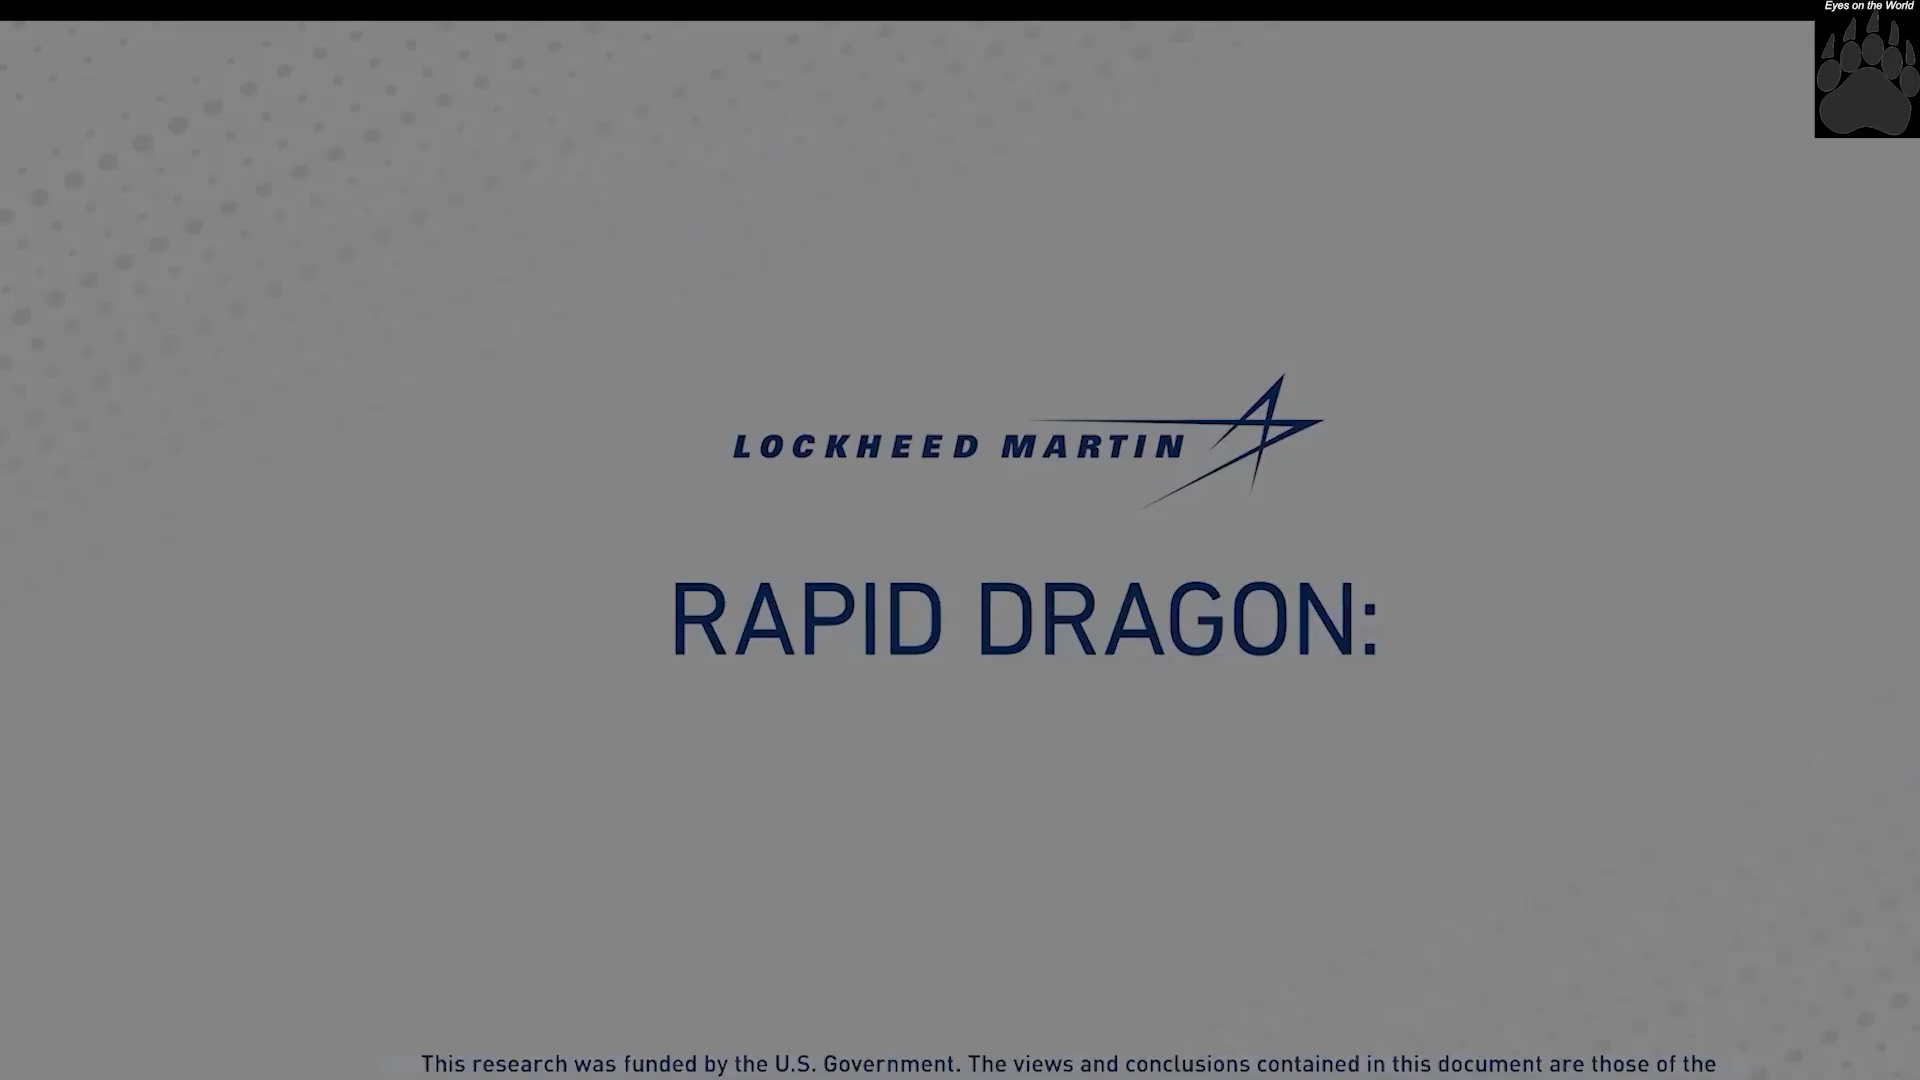 Eyes on the World
LOCKHEED MARTIN
RAPID DRAGON:
This research was funded by the U.S. Government. The views and conclusions contained in this document are those of the